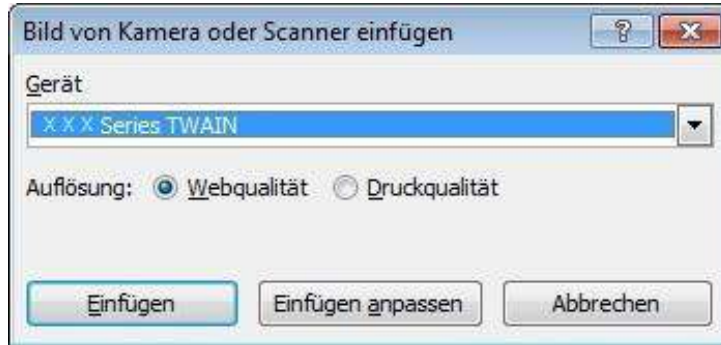 Bild von Kamera oder Scanner einfügen
Gerät
X X X Series TWAIN
Auflösung: Webqualität Druckqualität
Einfügen Einfügen anpassen Abbrechen